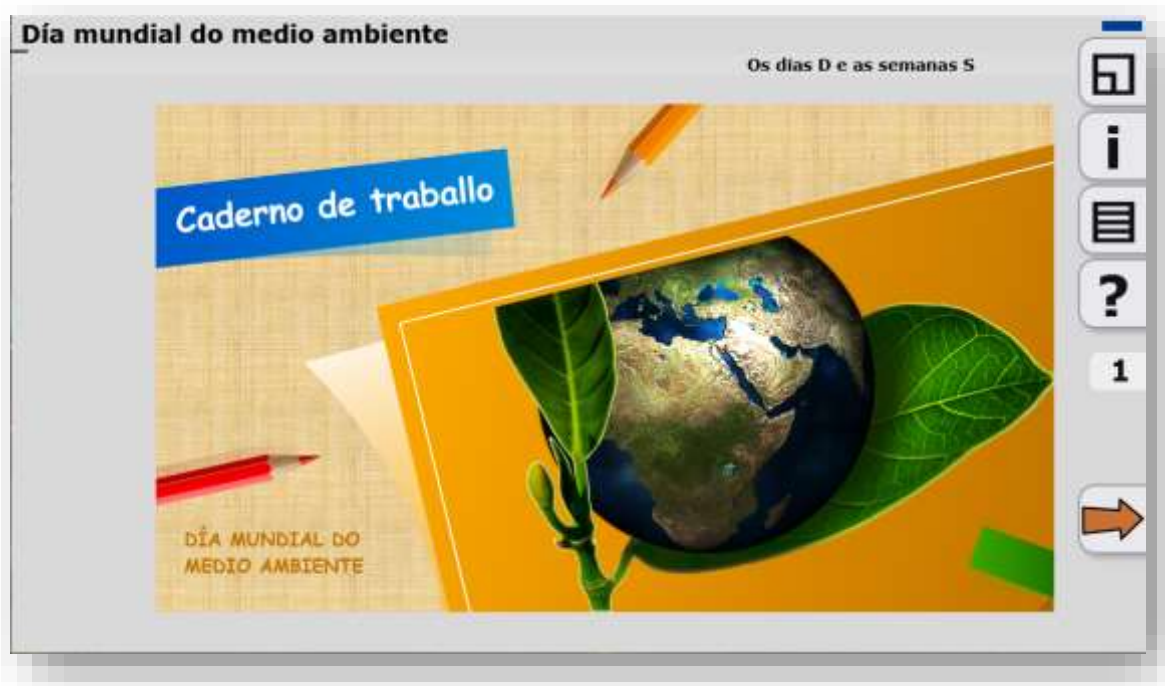 Día mundial do medio ambiente
Os días D e as semanas S
Caderno de traballo
DÍA MUNDIAL DO
MEDIO AMBIENTE
i
?
1